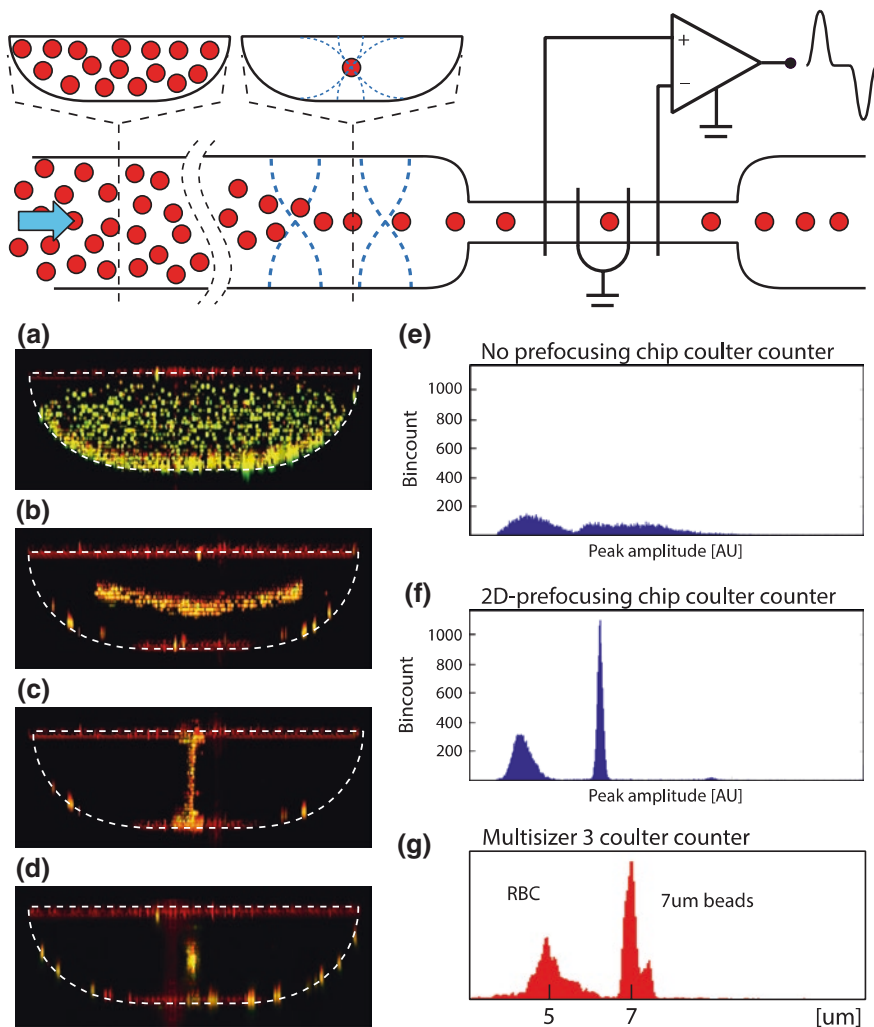 +
−
(a)
(b)
(c)
(d)
(e)
No prefocusing chip coulter counter
Bincount
1000
800
600
400
200
Peak amplitude [AU]
(f)
2D-prefocusing chip coulter counter
Bincount
1000
800
600
400
200
Peak amplitude [AU]
(g)
Multisizer 3 coulter counter
RBC
7um beads
5
7
[um]